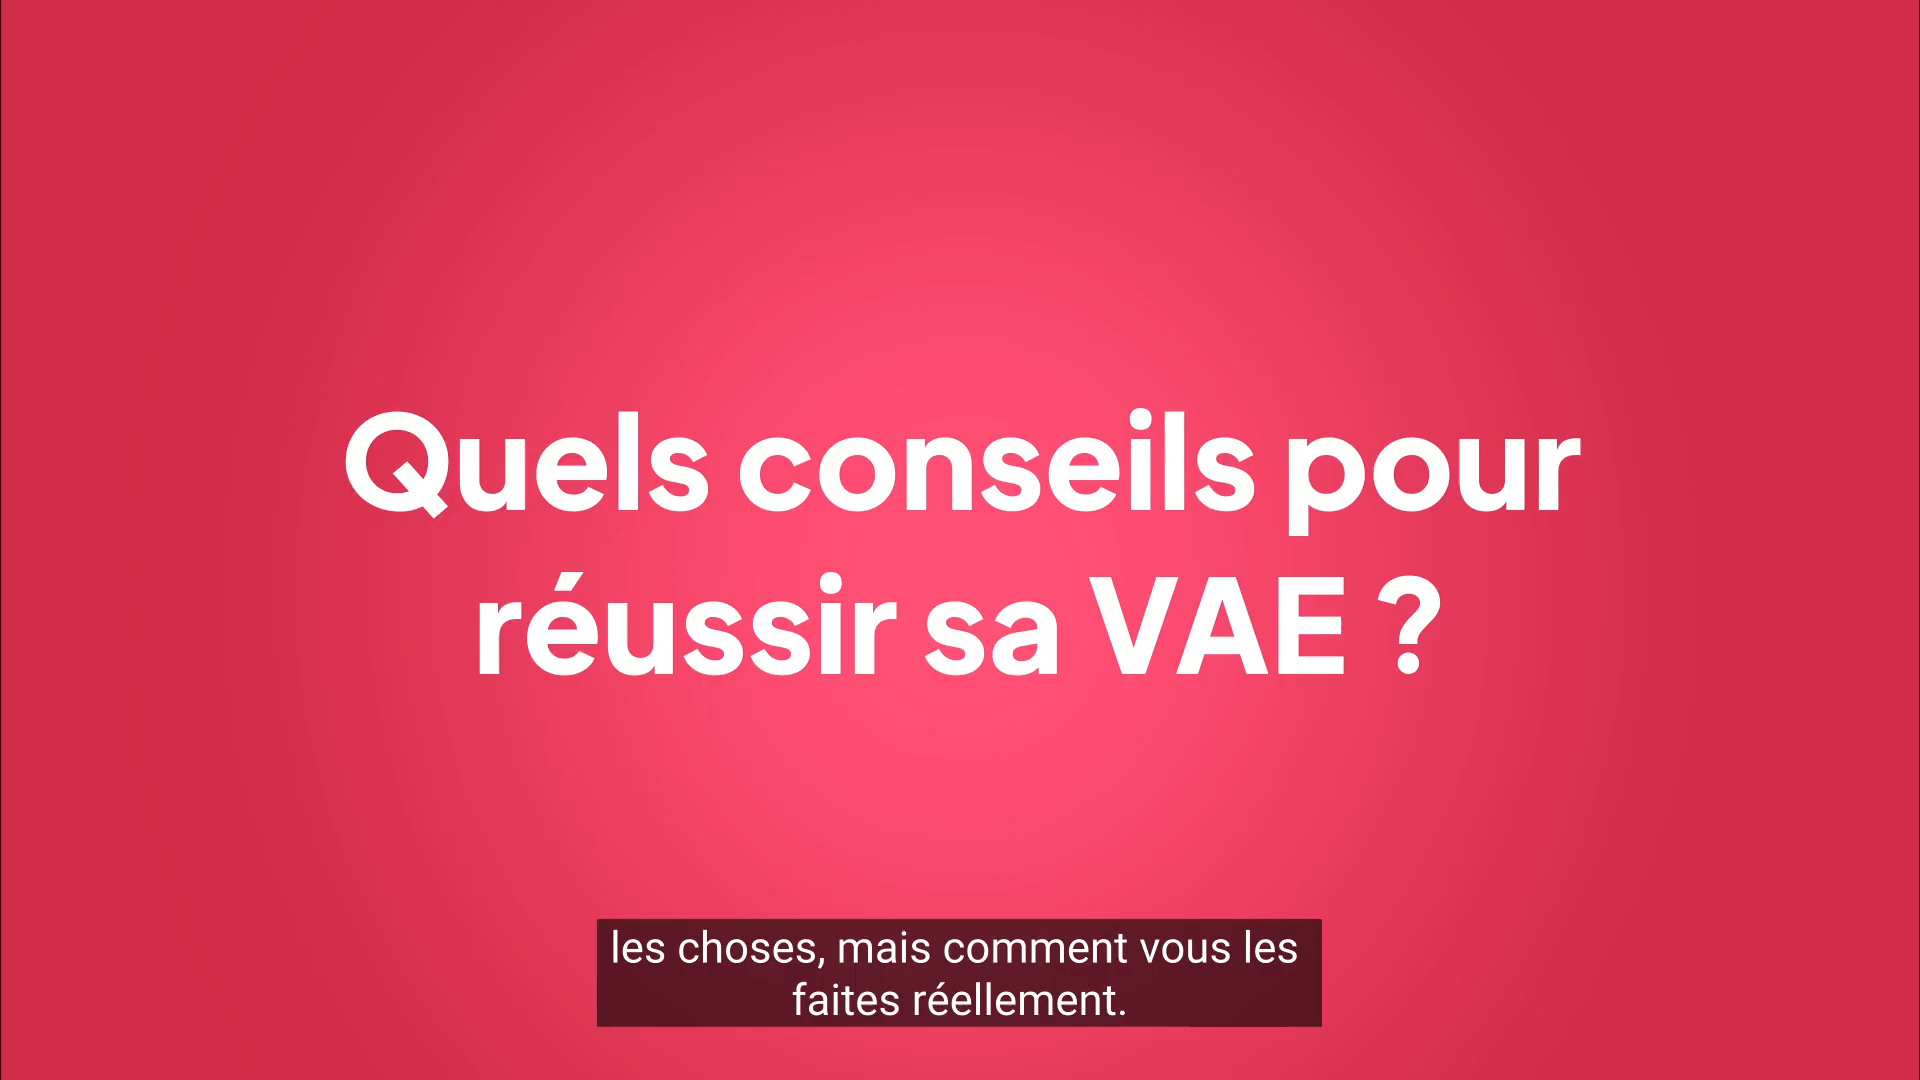 Quels conseils pour
réussir sa VAE ?
les choses, mais comment vous les
faites réellement.